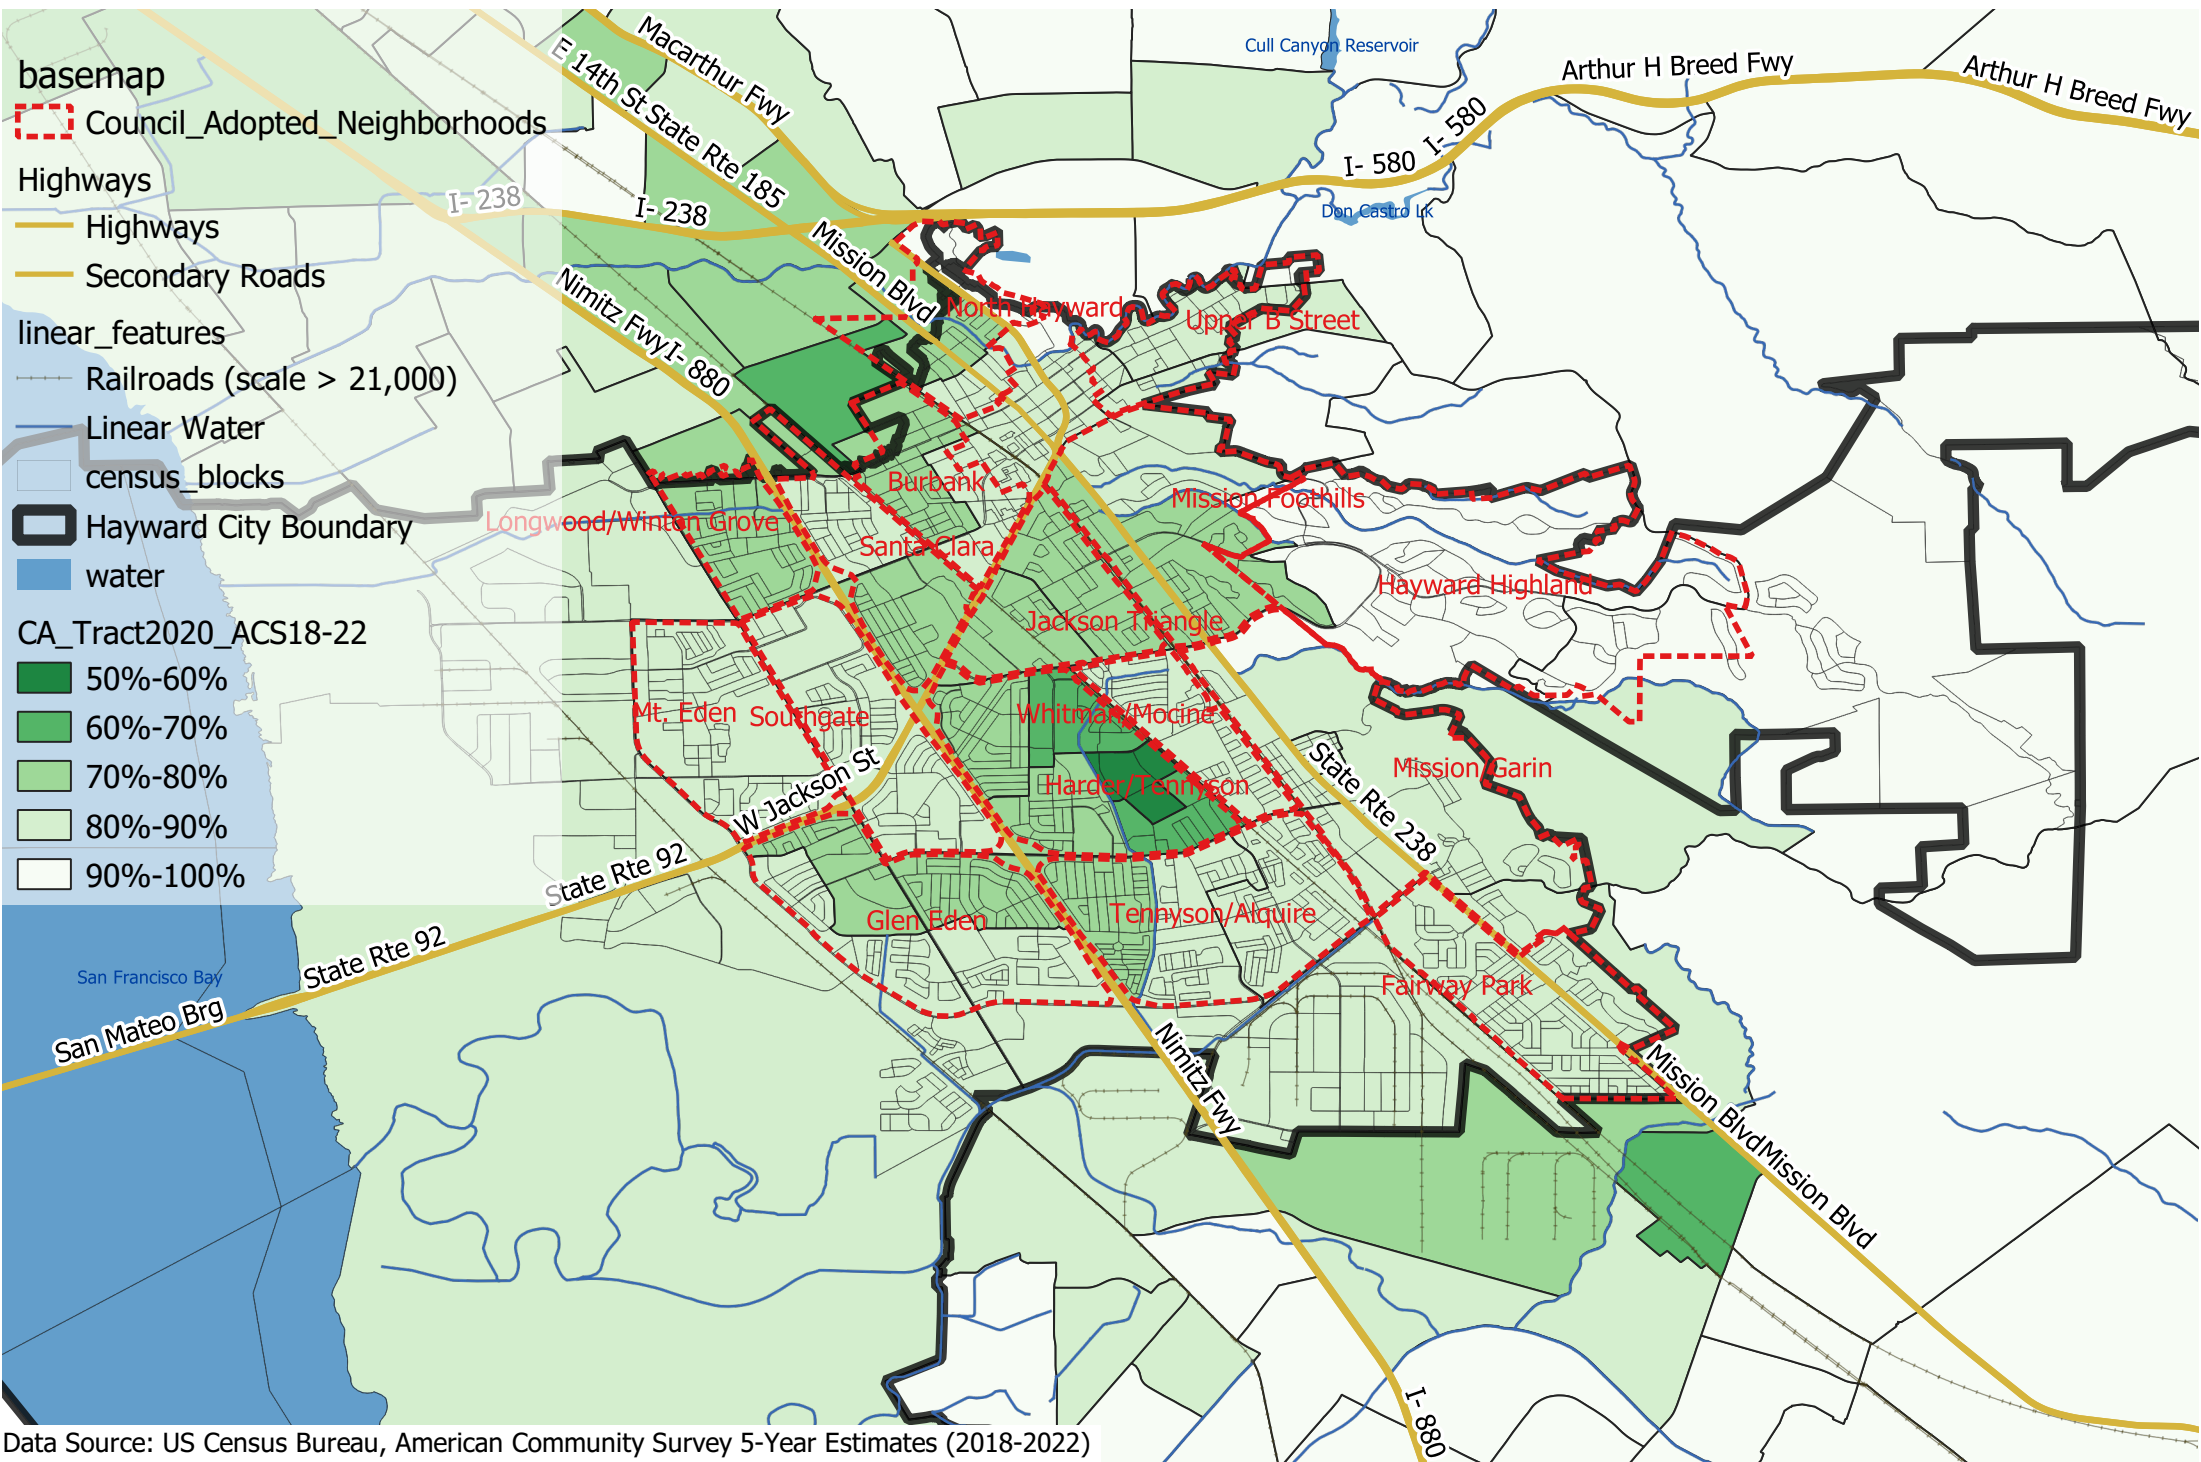 basemap
Council_Adopted_Neighborhoods
Highways
Highways
Secondary Roads
linear_features
Railroads (scale > 21,000)
Linear Water
census_blocks
Hayward City Boundary
water
CA_Tract2020_ACS18-22
50%-60%
60%-70%
70%-80%
80%-90%
90%-100%
Macarthur Fwy
E 14th St
State Rte 185
I- 238
I- 238
Cull Canyon Reservoir
Arthur H Breed Fwy
Arthur H Breed Fwy
I- 580
I- 580
Don Castro Lk
Mission Blvd
Nimitz Fwy
I- 880
North Hayward
Upper B Street
Burbank
Mission Foothills
Longwood/Winton Grove
Santa Clara
Hayward Highland
Jackson Triangle
Mt. Eden
Southgate
Whitman/Mocine
Harder/Tennyson
Mission/Garin
State Rte 238
W Jackson St
State Rte 92
State Rte 92
Glen Eden
Tennyson/Alquire
Fairway Park
San Francisco Bay
San Mateo Brg
Nimitz Fwy
Mission Blvd
Mission Blvd
I- 880
Data Source: US Census Bureau, American Community Survey 5-Year Estimates (2018-2022)